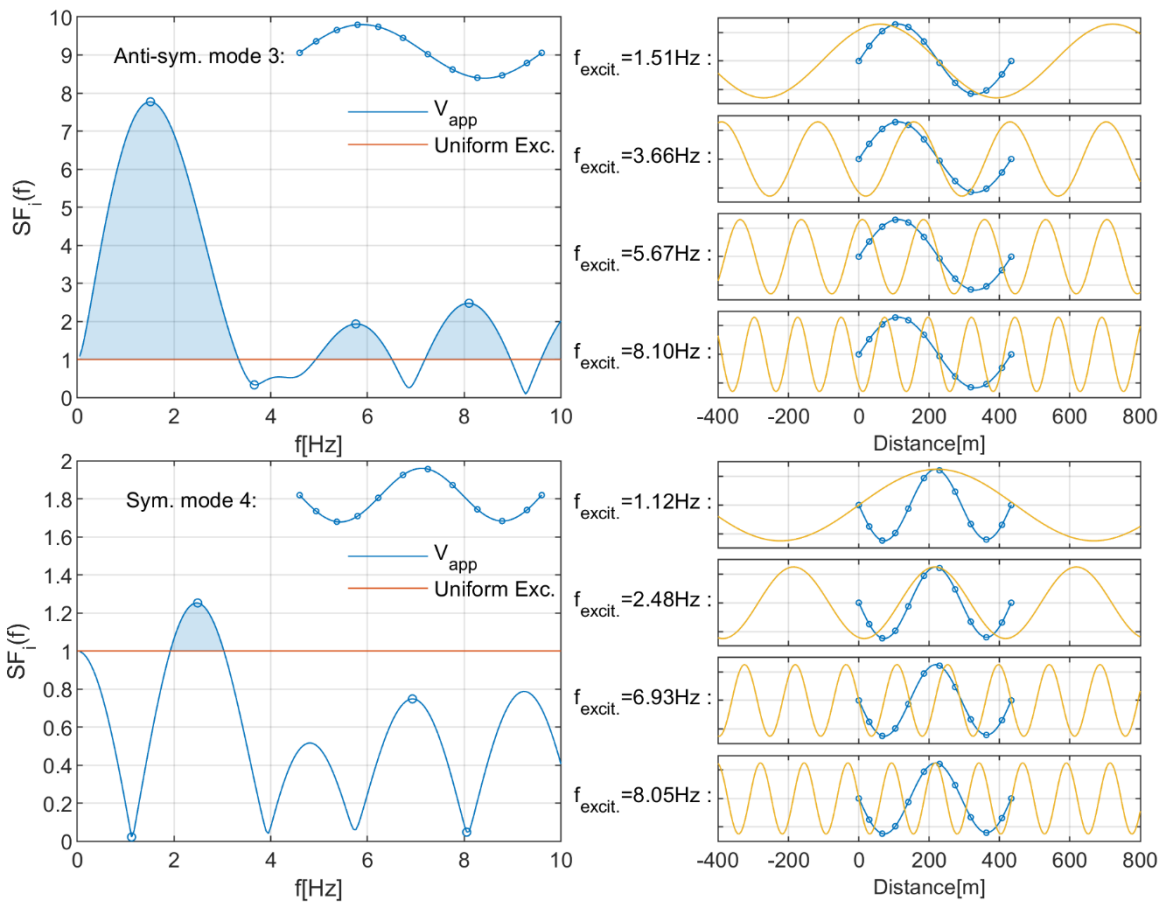 10
9
8
7
6
5
4
3
2
1
0
SF_i(f)
Anti-sym. mode 3:
V_app
Uniform Exc.
0 2 4 6 8 10
f[Hz]
f_excit.=1.51Hz :
f_excit.=3.66Hz :
f_excit.=5.67Hz :
f_excit.=8.10Hz :
-400 -200 0 200 400 600 800
Distance[m]
2
1.8
1.6
1.4
1.2
1
0.8
0.6
0.4
0.2
0
SF_i(f)
Sym. mode 4:
V_app
Uniform Exc.
0 2 4 6 8 10
f[Hz]
f_excit.=1.12Hz :
f_excit.=2.48Hz :
f_excit.=6.93Hz :
f_excit.=8.05Hz :
-400 -200 0 200 400 600 800
Distance[m]